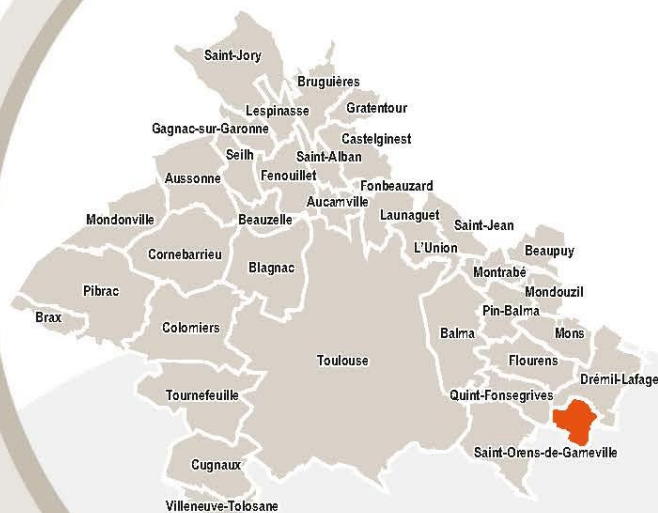 Saint-Jory
Bruguières
Lespinasse
Gratentour
Gagnac-sur-Garonne
Castelginest
Seilh
Saint-Alban
Aussonne
Fenouillet
Fonbeauzard
Aucamville
Mondonville
Beauzelle
Launaguet
Saint-Jean
Cornebarrieu
Blagnac
L'Union
Beaupuy
Montrabé
Pibrac
Mondouzil
Brax
Pin-Balma
Colomiers
Balma
Mons
Toulouse
Flourens
Drémil-Lafage
Tournefeuille
Quint-Fonsegrives
Saint-Orens-de-Gameville
Cugnaux
Villeneuve-Tolosane